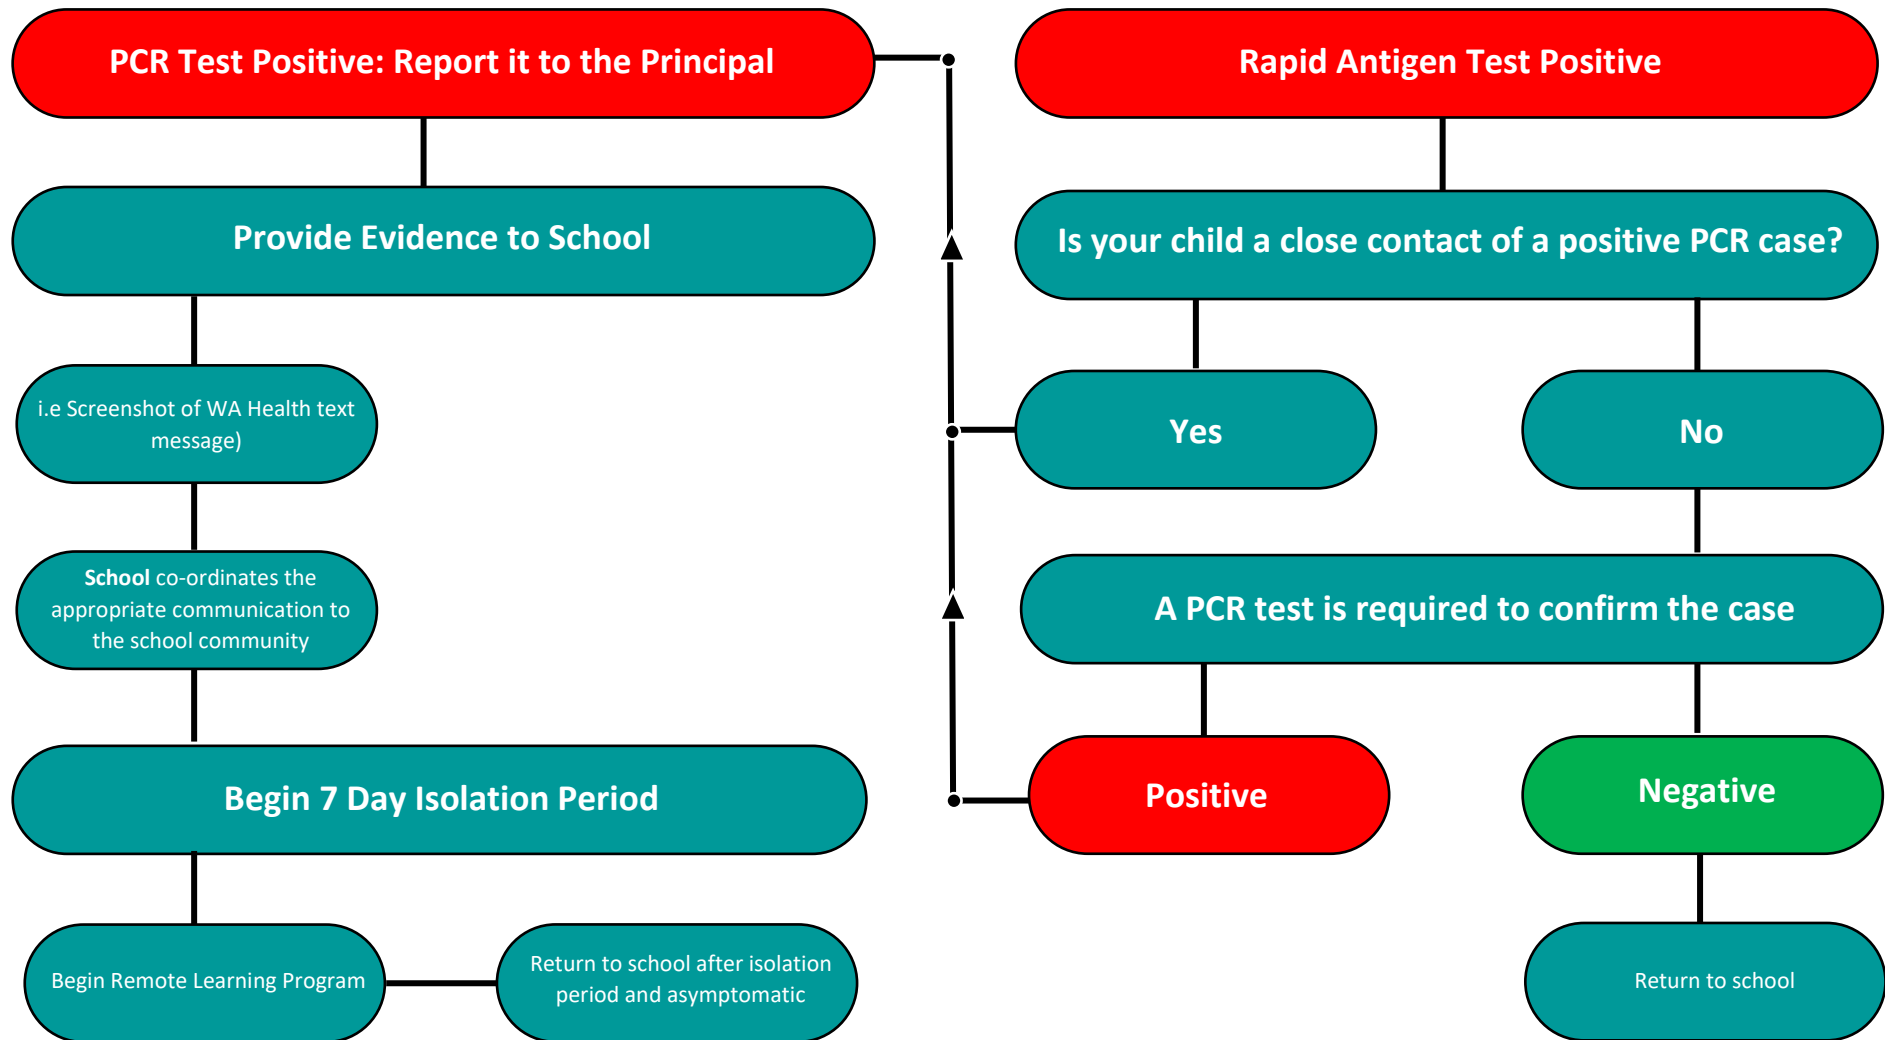 PCR Test Positive: Report it to the Principal
Provide Evidence to School
i.e Screenshot of WA Health text
message)
School co-ordinates the
appropriate communication to
the school community
Begin 7 Day Isolation Period
Begin Remote Learning Program
Return to school after isolation
period and asymptomatic
Rapid Antigen Test Positive
Is your child a close contact of a positive PCR case?
Yes
No
A PCR test is required to confirm the case
Positive
Negative
Return to school